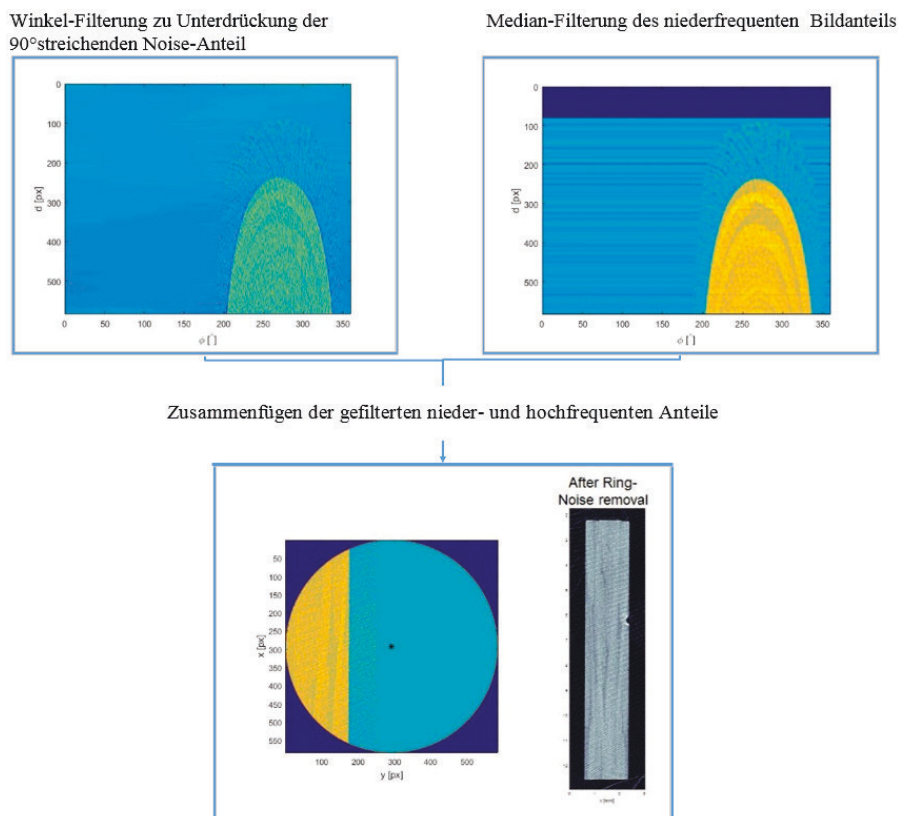 Winkel-Filterung zu Unterdrückung der
90°streichenden Noise-Anteil
Median-Filterung des niederfrequenten Bildanteils
0
100
200
300
400
500
d [px]
0 50 100 150 200 250 300 350
ϕ [°]
0
100
200
300
400
500
d [px]
0 50 100 150 200 250 300 350
ϕ [°]
Zusammenfügen der gefilterten nieder- und hochfrequenten Anteile
After Ring-
Noise removal
50
100
150
200
250
300
350
400
450
500
550
x [px]
100 200 300 400 500
y [px]